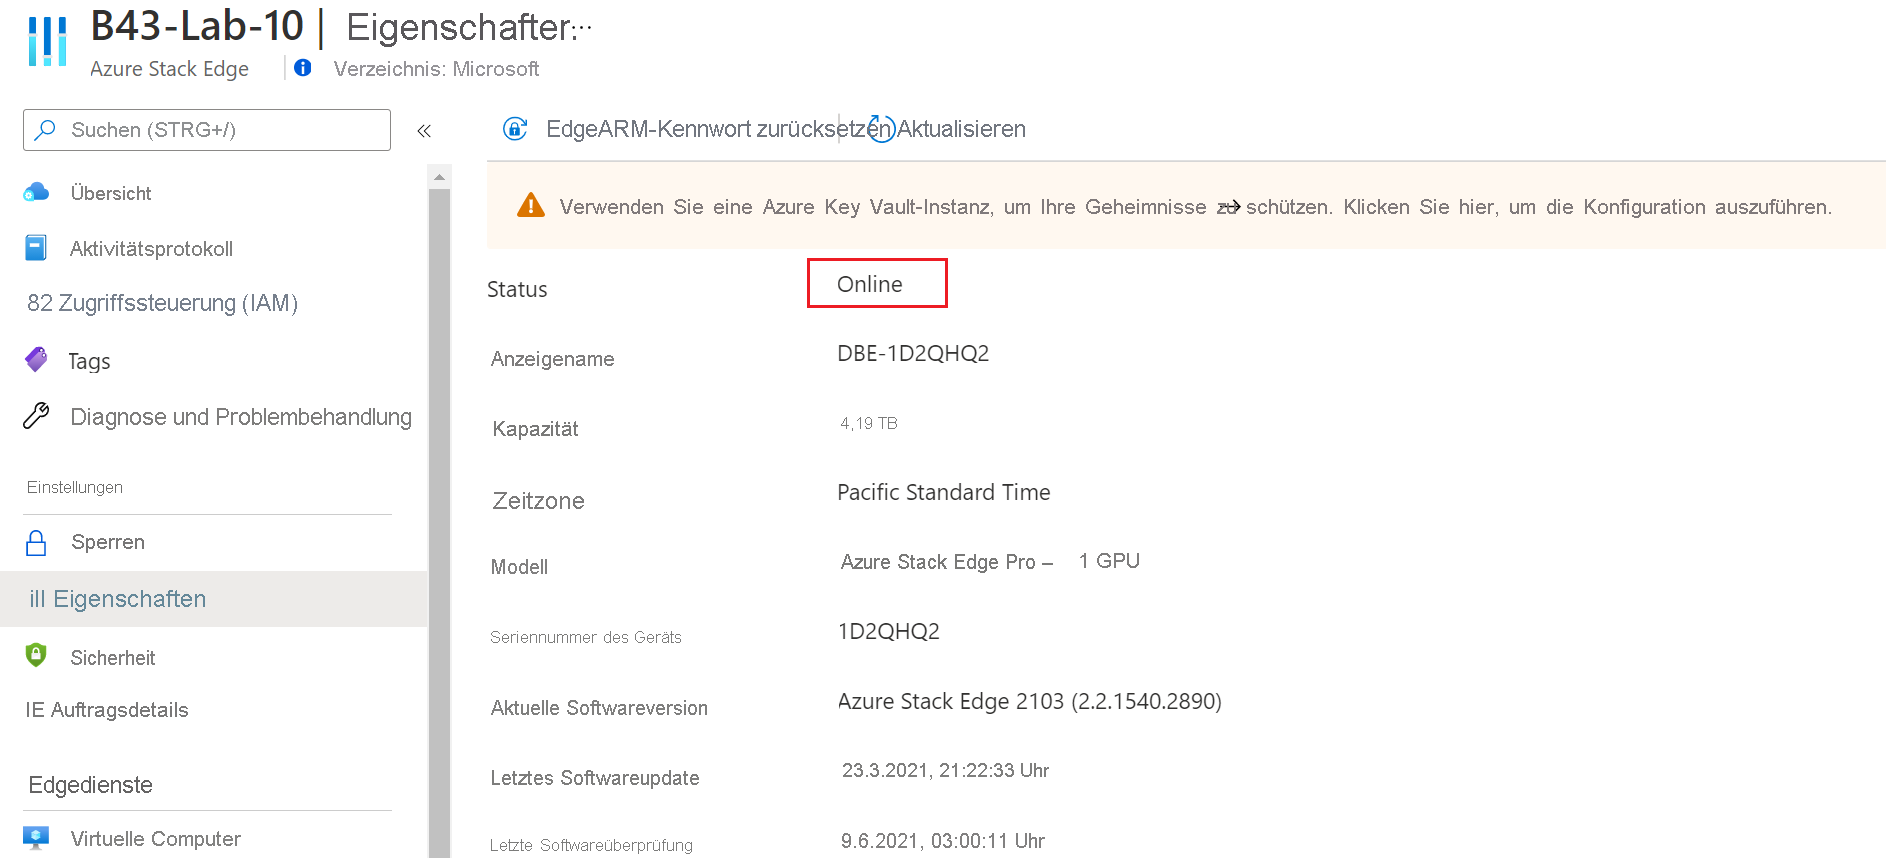 B43-Lab-10 | Eigenschafter:...
Azure Stack Edge
Verzeichnis: Microsoft
Suchen (STRG+/)
«
EdgeARM-Kennwort zurücksetzen
Aktualisieren
Übersicht
Aktivitätsprotokoll
82 Zugriffssteuerung (IAM)
Tags
Diagnose und Problembehandlung
Einstellungen
Sperren
ill Eigenschaften
Sicherheit
IE Auftragsdetails
Edgedienste
Virtuelle Computer
Verwenden Sie eine Azure Key Vault-Instanz, um Ihre Geheimnisse zu schützen. Klicken Sie hier, um die Konfiguration auszuführen.
Status Online
Anzeigename DBE-1D2QHQ2
Kapazität 4,19 TB
Zeitzone Pacific Standard Time
Modell Azure Stack Edge Pro – 1 GPU
Seriennummer des Geräts 1D2QHQ2
Aktuelle Softwareversion Azure Stack Edge 2103 (2.2.1540.2890)
Letztes Softwareupdate 23.3.2021, 21:22:33 Uhr
Letzte Softwareüberprüfung 9.6.2021, 03:00:11 Uhr